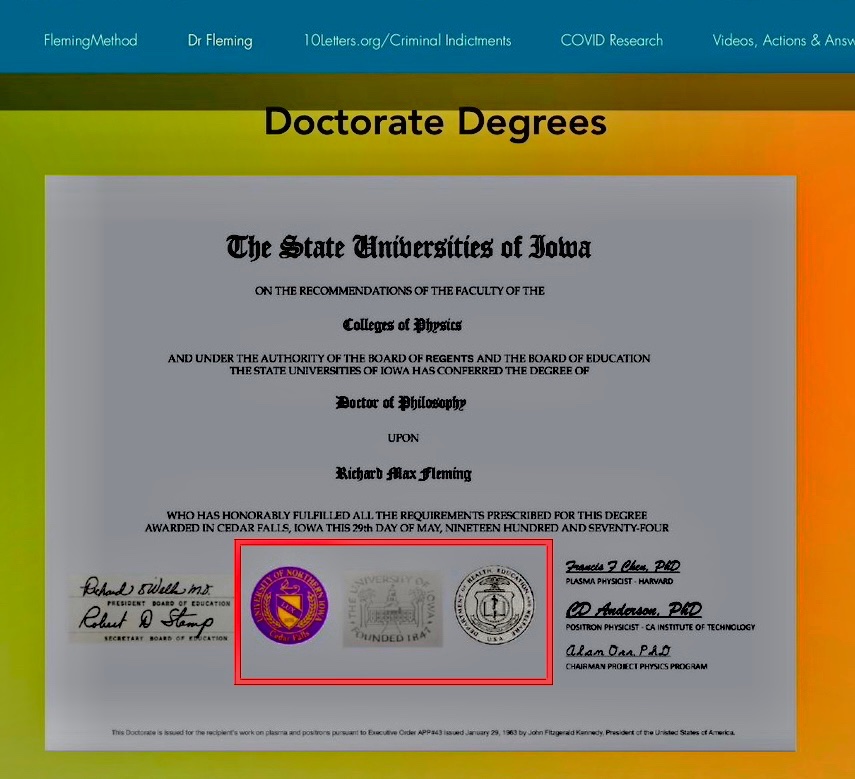 FlemingMethod
Dr Fleming
10Letters.org/Criminal Indictments
COVID Research
Videos, Actions & Answ
Doctorate Degrees
The State Universities of Iowa
ON THE RECOMMENDATIONS OF THE FACULTY OF THE
Colleges of Physics
AND UNDER THE AUTHORITY OF THE BOARD OF REGENTS AND THE BOARD OF EDUCATION
THE STATE UNIVERSITIES OF IOWA HAS CONFERRED THE DEGREE OF
Doctor of Philosophy
UPON
Richard Max Fleming
WHO HAS HONORABLY FULFILLED ALL THE REQUIREMENTS PRESCRIBED FOR THIS DEGREE
AWARDED IN CEDAR FALLS, IOWA THIS 29th DAY OF MAY, NINETEEN HUNDRED AND SEVENTY-FOUR
PRESIDENT BOARD OF EDUCATION
Robert D Stamp
SECRETARY BOARD OF EDUCATION
UNIVERSITY OF NORTHERN IOWA
Cedar Falls
THE UNIVERSITY OF IOWA
FOUNDED 1847
DEPARTMENT OF HEALTH, EDUCATION, AND WELFARE
U.S.A
Francis F Chen, PhD
PLASMA PHYSICIST - HARVARD
CD Anderson, PhD
POSITRON PHYSICIST - CA INSTITUTE OF TECHNOLOGY
Alan Orr PhD
CHAIRMAN PROJECT PHYSICS PROGRAM
This Doctorate is issued for the recipient's work on plasma and positrons pursuant to Executive Order APP#43 issued January 29, 1963 by John Fitzgerald Kennedy, President of the United States of America.